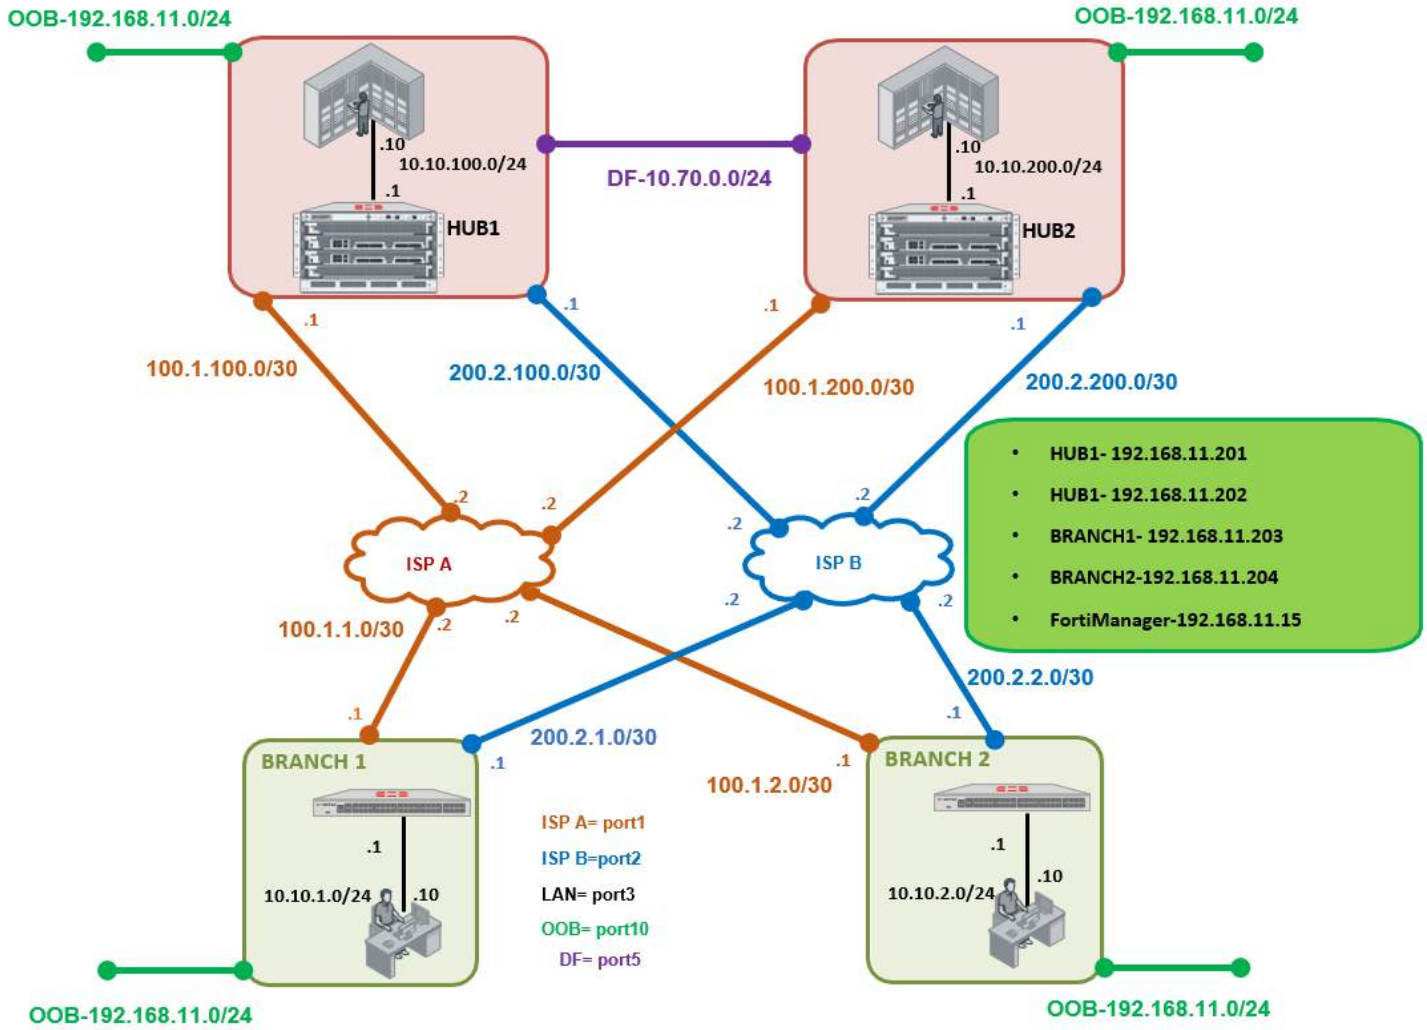 OOB-192.168.11.0/24
OOB-192.168.11.0/24
.10
10.10.100.0/24
.1
HUB1
DF-10.70.0.0/24
.10
10.10.200.0/24
.1
HUB2
.1
.1
.1
.1
100.1.100.0/30
200.2.100.0/30
100.1.200.0/30
200.2.200.0/30
• HUB1- 192.168.11.201
• HUB1- 192.168.11.202
• BRANCH1- 192.168.11.203
• BRANCH2-192.168.11.204
• FortiManager-192.168.11.15
.2
.2
.2
.2
ISP A
ISP B
100.1.1.0/30
.2
.2
.2
.2
200.2.2.0/30
.1
.1
200.2.1.0/30
.1
.1
100.1.2.0/30
BRANCH 1
BRANCH 2
.1
10.10.1.0/24
.10
ISP A= port1
ISP B=port2
LAN= port3
OOB= port10
DF= port5
.1
10.10.2.0/24
.10
OOB-192.168.11.0/24
OOB-192.168.11.0/24